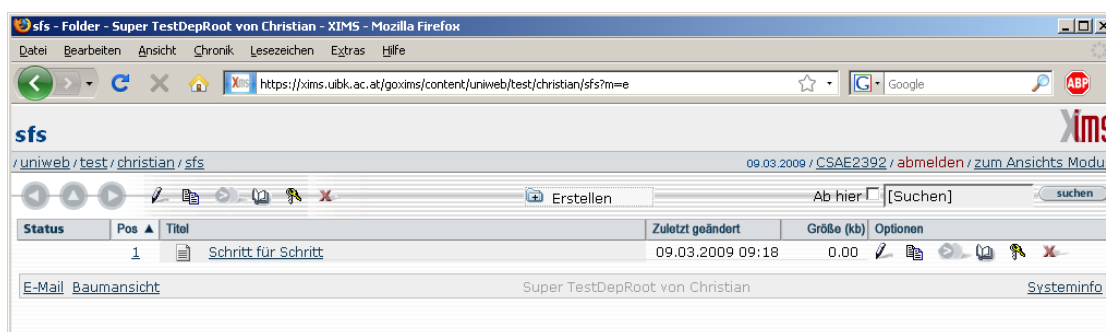 sfs - Folder - Super TestDepRoot von Christian - XIMS - Mozilla Firefox
Datei Bearbeiten Ansicht Chronik Lesezeichen Extras Hilfe
Xims https://xims.uibk.ac.at/goxims/content/uniweb/test/christian/sfs?m=e G Google ABP
sfs Xims
/ uniweb / test / christian / sfs 09.03.2009 / CSAE2392 / abmelden / zum Ansichts Modu
Erstellen Ab hier [Suchen] suchen
Status Pos ▲ Titel Zuletzt geändert Größe (kb) Optionen
1 Schritt für Schritt 09.03.2009 09:18 0.00
E-Mail Baumansicht Super TestDepRoot von Christian Systeminfo